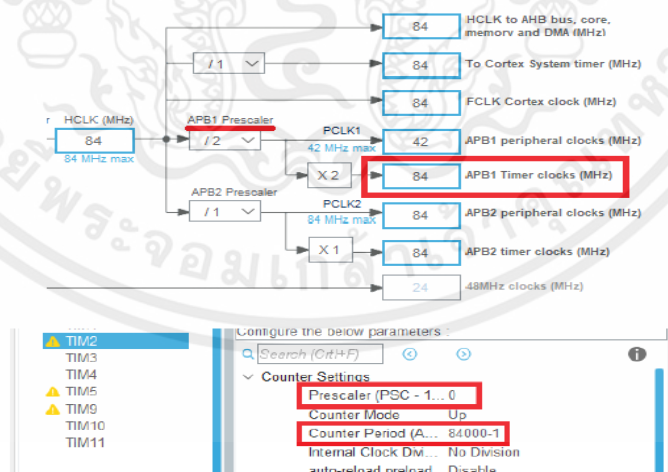 84
HCLK to AHB bus, core,
memory and DMA (MHz)
/ 1
84
To Cortex System timer (MHz)
84
FCLK Cortex clock (MHz)
HCLK (MHz)
84
84 MHz max
APB1 Prescaler
/ 2
PCLK1
42 MHz max
42
APB1 peripheral clocks (MHz)
X 2
84
APB1 Timer clocks (MHz)
APB2 Prescaler
/ 1
PCLK2
84 MHz max
84
APB2 peripheral clocks (MHz)
X 1
84
APB2 timer clocks (MHz)
24
48MHz clocks (MHz)
TIM2
TIM3
TIM4
TIM5
TIM9
TIM10
TIM11
Configure the below parameters :
Search (Ctrl+F)
Counter Settings
Prescaler (PSC - 1... 0
Counter Mode Up
Counter Period (A... 84000-1
Internal Clock Divi... No Division
auto-reload preload Disable